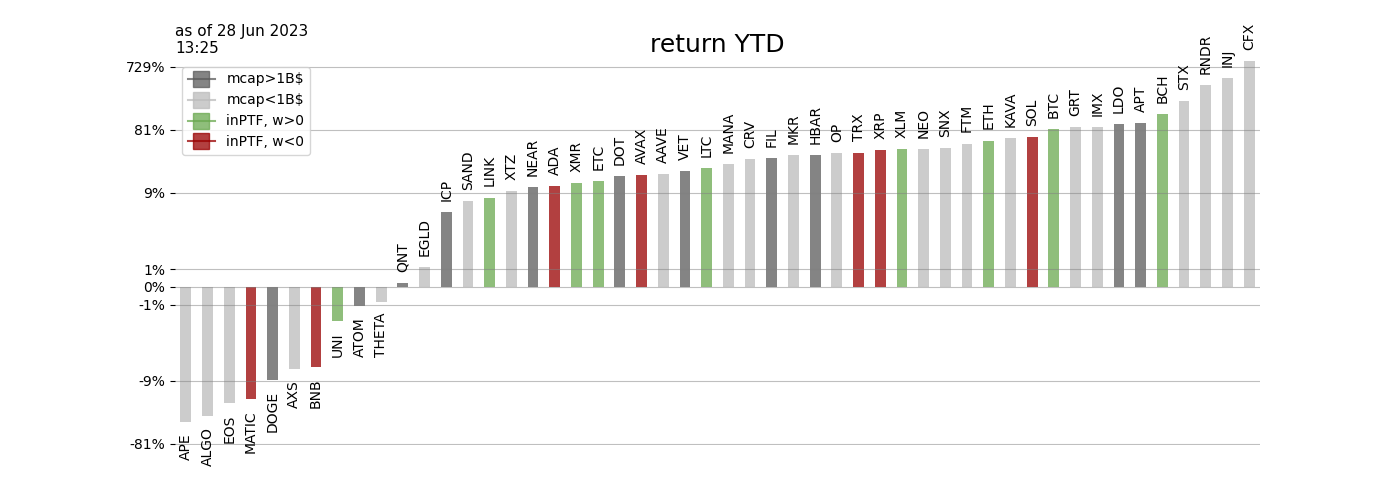 as of 28 Jun 2023
13:25
return YTD
729%
81%
9%
1%
0%
-1%
-9%
-81%
mcap>1B$
mcap<1B$
inPTF, w>0
inPTF, w<0
APE
ALGO
EOS
MATIC
DOGE
AXS
BNB
UNI
ATOM
THETA
QNT
EGLD
ICP
SAND
LINK
XTZ
NEAR
ADA
XMR
ETC
DOT
AVAX
AAVE
VET
LTC
MANA
CRV
FIL
MKR
HBAR
OP
TRX
XRP
XLM
NEO
SNX
FTM
ETH
KAVA
SOL
BTC
GRT
IMX
LDO
APT
BCH
STX
RNDR
INJ
CFX